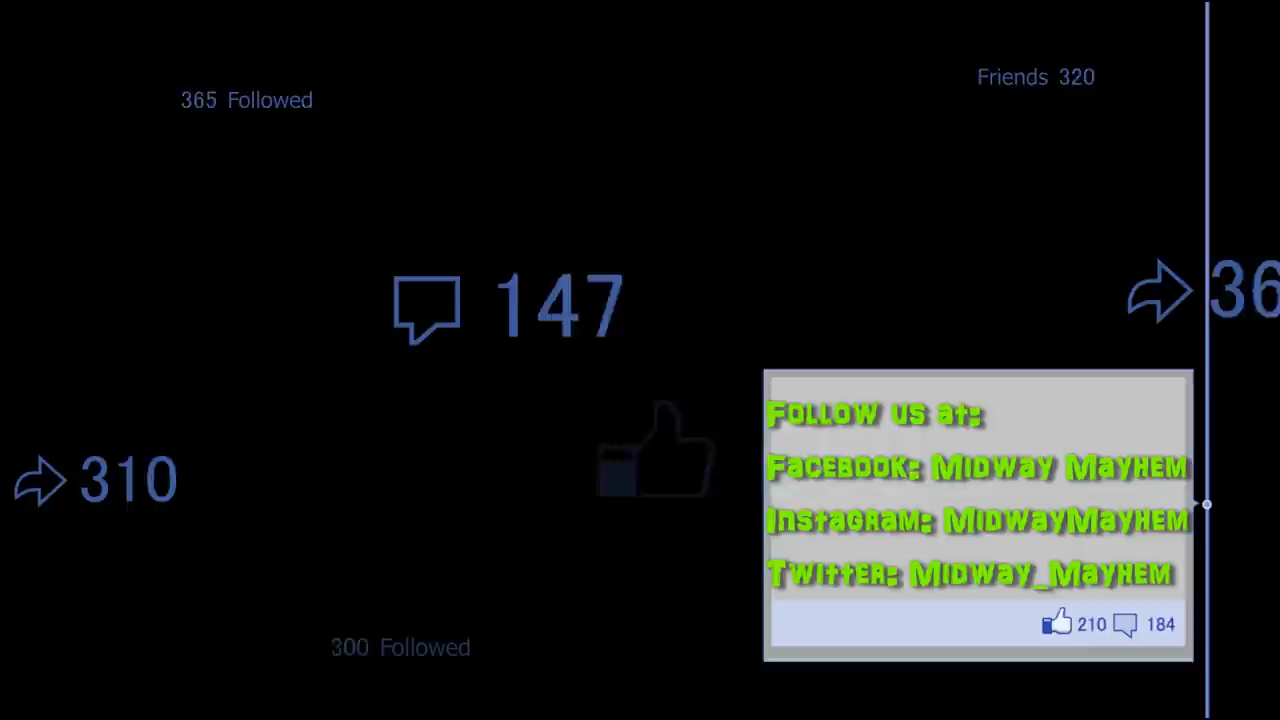 Friends 320
365 Followed
147
36
310
Follow us at:
Facebook: Midway Mayhem
Instagram: MidwayMayhem
Twitter: Midway_Mayhem
210 184
300 Followed